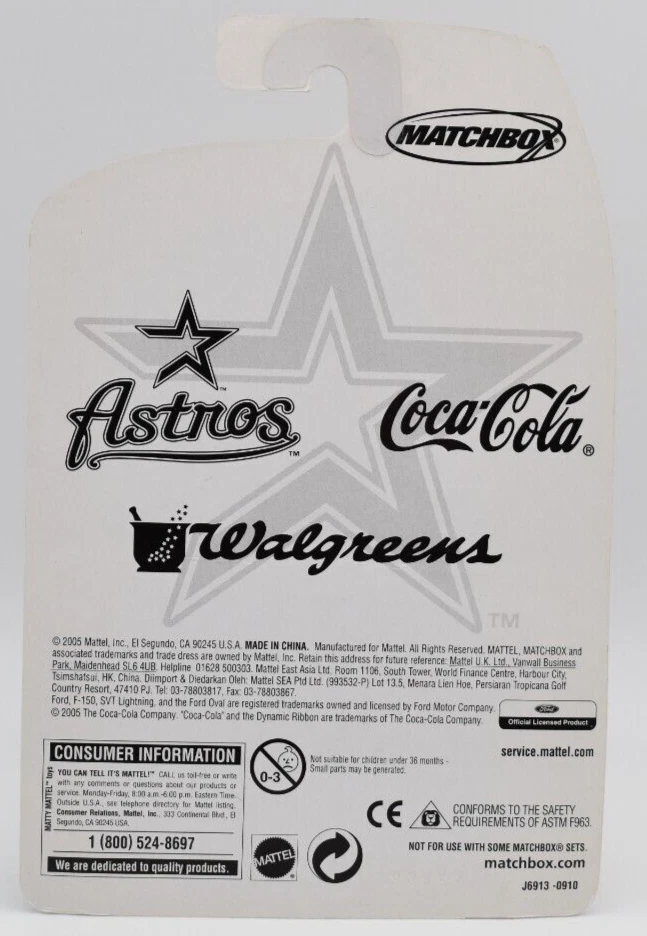 MATCHBOX
Astros™
Coca-Cola®
Walgreens
TM
© 2005 Mattel, Inc., El Segundo, CA 90245 U.S.A. MADE IN CHINA. Manufactured for Mattel. All Rights Reserved. MATTEL, MATCHBOX and
associated trademarks and trade dress are owned by Mattel, Inc. Retain this address for future reference: Mattel U.K. Ltd., Vanwall Business
Park, Maidenhead SL6 4UB. Helpline 01628 500303. Mattel East Asia Ltd, Room 1106, South Tower, World Finance Centre, Harbour City,
Tsimshatsui, HK, China. Diimport & Diedarkan Oleh: Mattel SEA Ptd Ltd. (993532-P) Lot 13.5, Menara Lien Hoe, Persiaran Tropicana Golf
Country Resort, 47410 PJ. Tel: 03-78803817, Fax: 03-78803867.
Ford, F-150, SVT Lightning, and the Ford Oval are registered trademarks owned and licensed by Ford Motor Company.
© 2005 The Coca-Cola Company. "Coca-Cola" and the Dynamic Ribbon are trademarks of The Coca-Cola Company.
Ford
Official Licensed Product
service.mattel.com
MATTY MATTEL™ toys
CONSUMER INFORMATION
YOU CAN TELL IT'S MATTEL!™ CALL us toll-free or write
with any comments or questions about our products or
service. Monday-Friday, 8:00 a.m.-6:00 p.m. Eastern Time.
Outside U.S.A., see telephone directory for Mattel listing.
Consumer Relations, Mattel, Inc., 333 Continental Blvd., El
Segundo, CA 90245 USA.
1 (800) 524-8697
We are dedicated to quality products.
0-3
Not suitable for children under 36 months -
Small parts may be generated.
MATTEL®
CE
CONFORMS TO THE SAFETY
REQUIREMENTS OF ASTM F963.
NOT FOR USE WITH SOME MATCHBOX® SETS.
matchbox.com
J6913 -0910